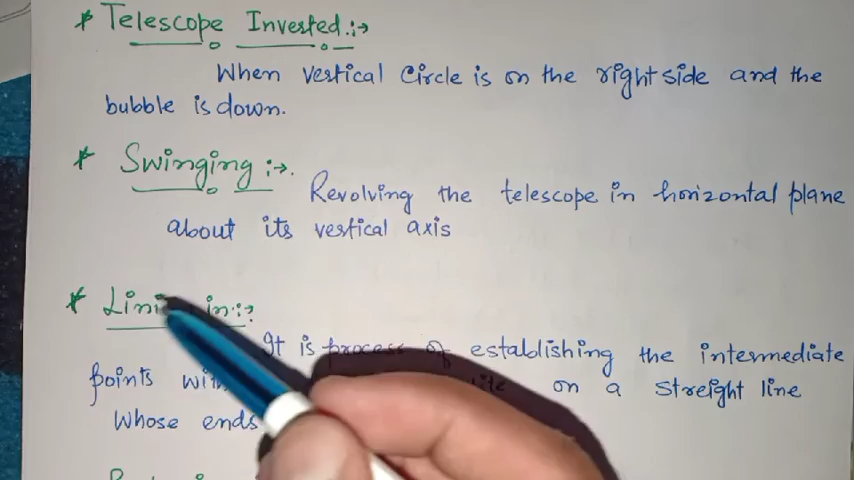 * Telescope Inverted :->
When vertical Circle is on the right side and the
bubble is down.
* Swinging :->. Revolving the telescope in horizontal plane
about its vertical axis
* in :-
It is process of establishing the intermediate
points on a streight line
Whose ends